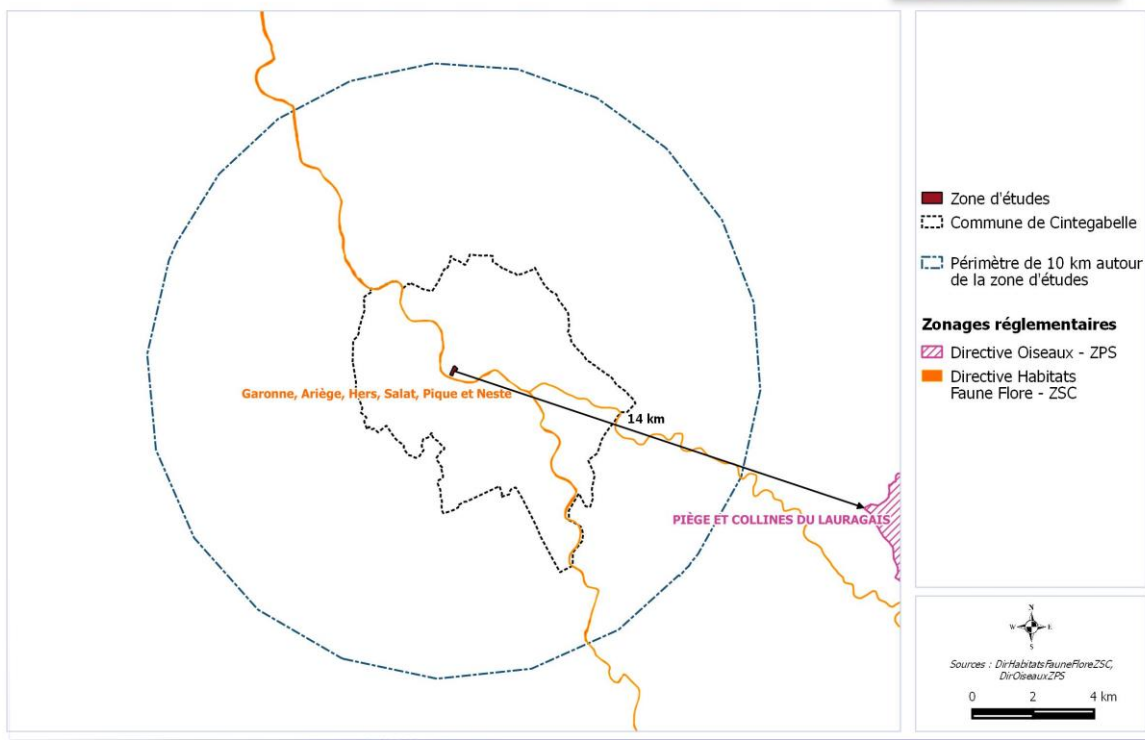 Garonne, Ariège, Hers, Salat, Pique et Neste
14 km
PIÈGE ET COLLINES DU LAURAGAIS
Zone d'études
Commune de Cintegabelle
Périmètre de 10 km autour
de la zone d'études
Zonages réglementaires
Directive Oiseaux - ZPS
Directive Habitats
Faune Flore - ZSC
N
W E
S
Sources : DirHabitatsFauneFloreZSC,
DirOiseauxZPS
0 2 4 km